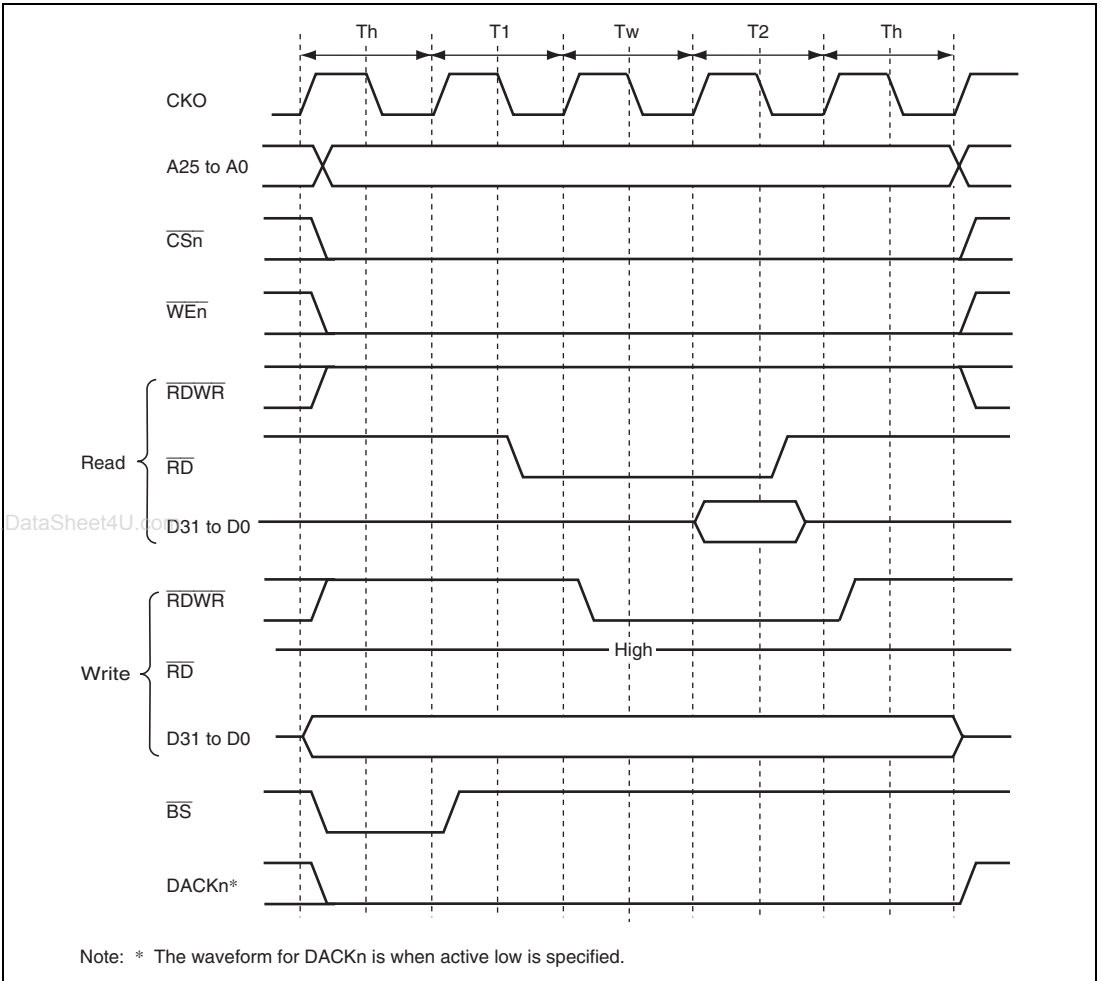 Th T1 Tw T2 Th
CKO
A25 to A0
CSn
WEn
RDWR
Read
RD
DataSheet4U.com
D31 to D0
RDWR
High
Write
RD
D31 to D0
BS
DACKn*
Note: * The waveform for DACKn is when active low is specified.